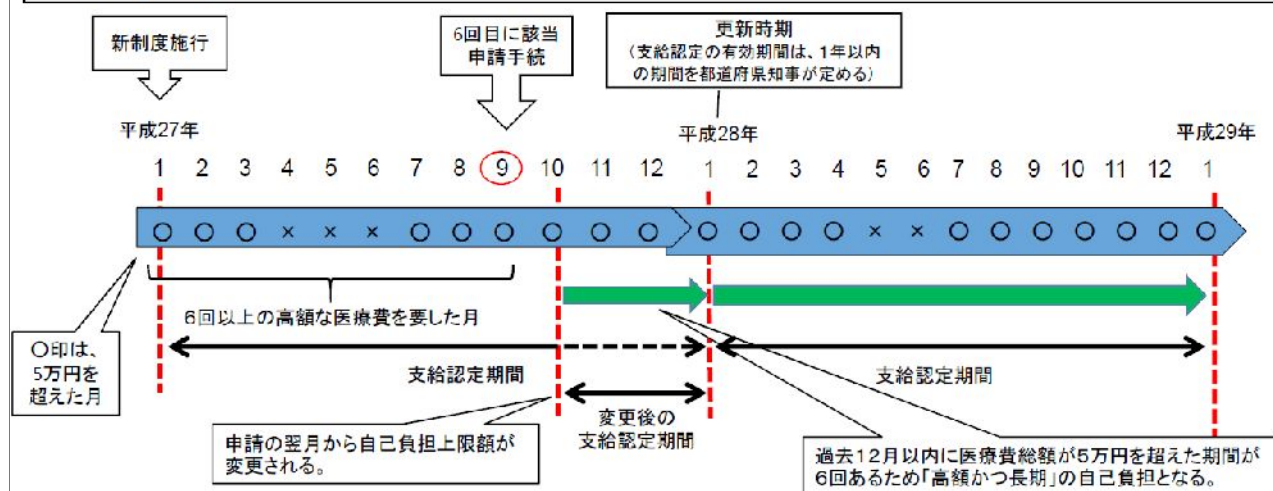 新制度施行
6回目に該当
申請手続
更新時期
(支給認定の有効期間は、1年以内
の期間を都道府県知事が定める)
平成27年
平成28年
平成29年
1 2 3 4 5 6 7 8 9 10 11 12 1 2 3 4 5 6 7 8 9 10 11 12 1
○ ○ ○ × × × ○ ○ ○ ○ ○ ○ ○ ○ ○ ○ × × ○ ○ ○ ○ ○ ○ ○
6回以上の高額な医療費を要した月
〇印は、
5万円を
超えた月
支給認定期間
支給認定期間
変更後の
支給認定期間
申請の翌月から自己負担上限額が
変更される。
過去12月以内に医療費総額が5万円を超えた期間が
6回あるため「高額かつ長期」の自己負担となる。